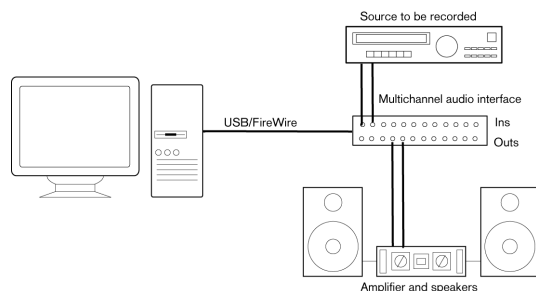 Source to be recorded
Multichannel audio interface
USB/FireWire
Ins
Outs
Amplifier and speakers